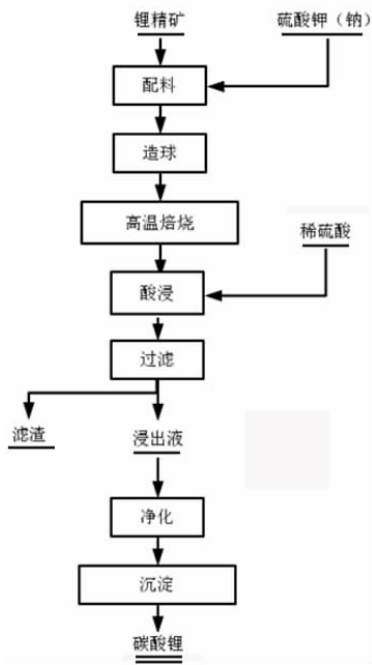 锂精矿
硫酸钾（钠）
配料
造球
高温焙烧
稀硫酸
酸浸
过滤
滤渣
浸出液
净化
沉淀
碳酸锂